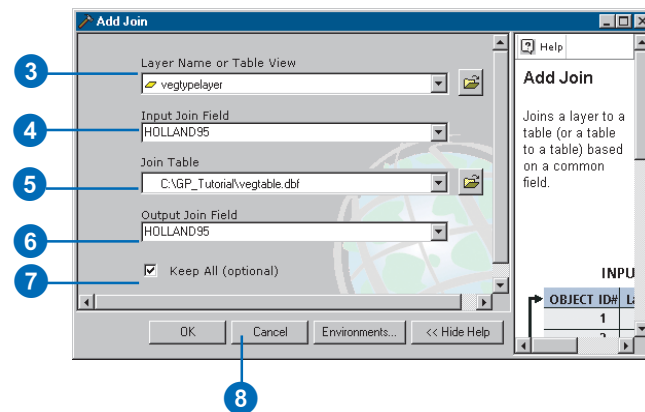 Add Join
3
Layer Name or Table View
vegtypelayer
4
Input Join Field
HOLLAND95
5
Join Table
C:\GP_Tutorial\vegtable.dbf
6
Output Join Field
HOLLAND95
7
Keep All (optional)
OK
Cancel
Environments...
<< Hide Help
8
Help
Add Join
Joins a layer to a
table (or a table
to a table) based
on a common
field.
INPU
OBJECT ID#
1